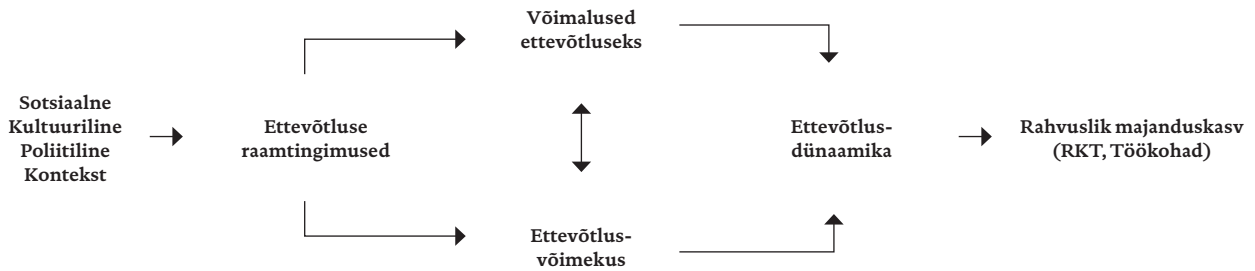 Sotsiaalne
Kultuuriline
Poliitiline
Kontekst
Ettevõtluse
raamtingimused
Võimalused
ettevõtluseks
Ettevõtlus-
võimekus
Ettevõtlus-
dünaamika
Rahvuslik majanduskasv
(RKT, Töökohad)